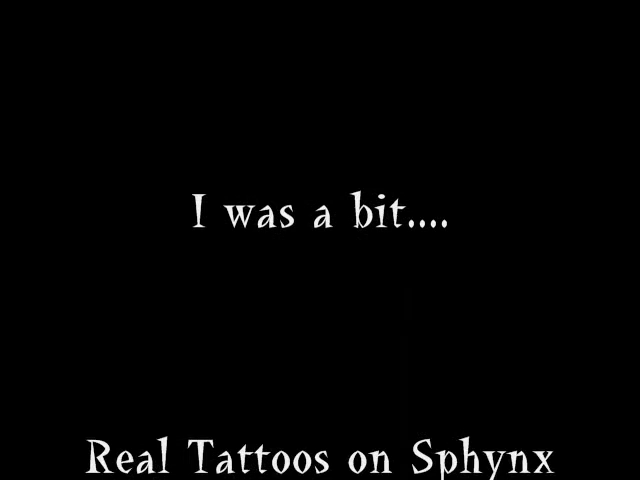 I was a bit....
Real Tattoos on Sphynx